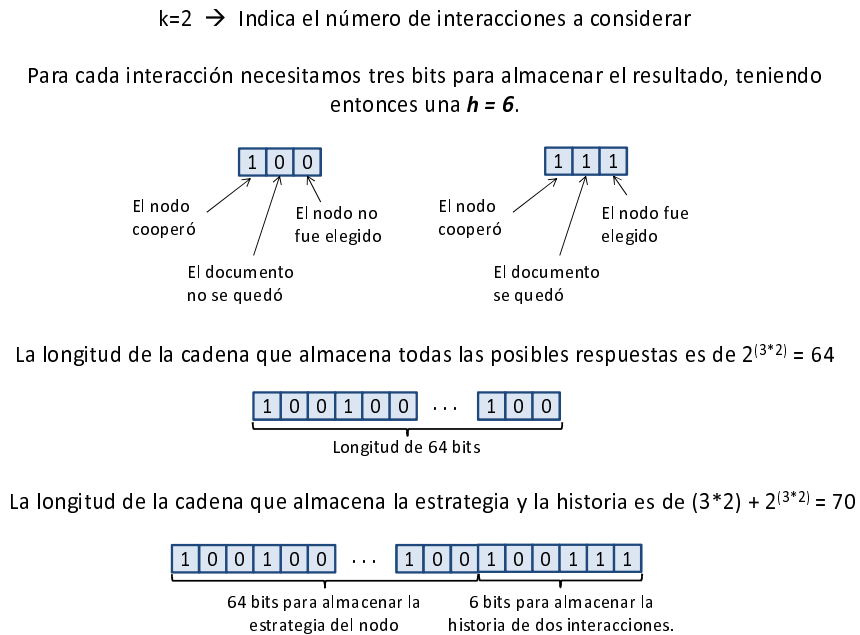 k=2 → Indica el número de interacciones a considerar
Para cada interacción necesitamos tres bits para almacenar el resultado, teniendo
entonces una h = 6.
1 0 0
1 1 1
El nodo
cooperó
El nodo no
fue elegido
El documento
no se quedó
El nodo
cooperó
El nodo fue
elegido
El documento
se quedó
La longitud de la cadena que almacena todas las posibles respuestas es de 2^(3*2) = 64
1 0 0 1 0 0 ... 1 0 0
Longitud de 64 bits
La longitud de la cadena que almacena la estrategia y la historia es de (3*2) + 2^(3*2) = 70
1 0 0 1 0 0 ... 1 0 0 1 0 0 1 1 1
64 bits para almacenar la
estrategia del nodo
6 bits para almacenar la
historia de dos interacciones.